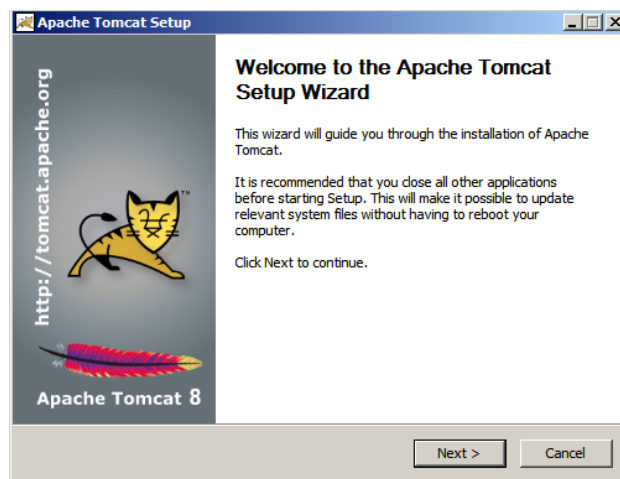 Apache Tomcat Setup
http://tomcat.apache.org
TM
Apache Tomcat 8
Welcome to the Apache Tomcat
Setup Wizard
This wizard will guide you through the installation of Apache
Tomcat.
It is recommended that you close all other applications
before starting Setup. This will make it possible to update
relevant system files without having to reboot your
computer.
Click Next to continue.
Next >
Cancel